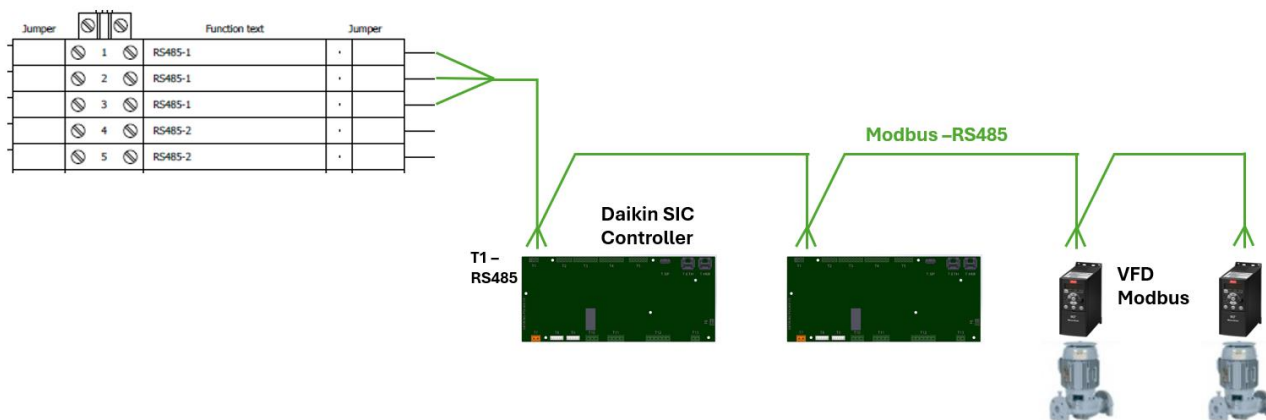 Jumper Function text Jumper
1 RS485-1
2 RS485-1
3 RS485-1
4 RS485-2
5 RS485-2
Modbus –RS485
Daikin SIC
Controller
T1 –
RS485
VFD
Modbus